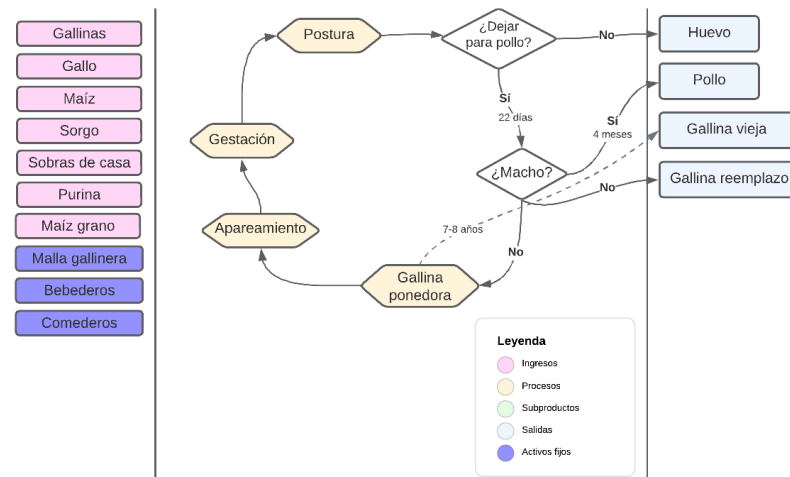 Gallinas
Gallo
Maíz
Sorgo
Sobras de casa
Purina
Maíz grano
Malla gallinera
Bebederos
Comederos
Postura
¿Dejar
para pollo?
No
Sí
22 días
Gestación
¿Macho?
Sí
4 meses
No
Apareamiento
7-8 años
No
Gallina
ponedora
Huevo
Pollo
Gallina vieja
Gallina reemplazo
Leyenda
Ingresos
Procesos
Subproductos
Salidas
Activos fijos